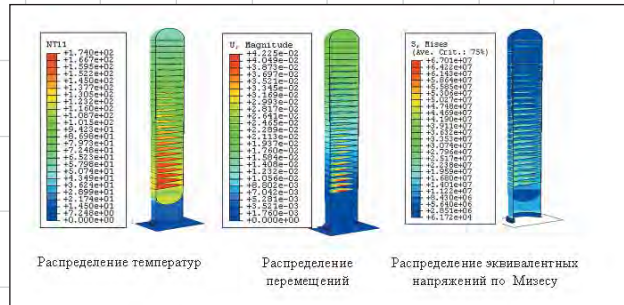 NT11
+1.740e+02
+1.667e+02
+1.595e+02
+1.522e+02
+1.450e+02
+1.377e+02
+1.305e+02
+1.232e+02
+1.160e+02
+1.087e+02
+1.015e+02
+9.423e+01
+8.698e+01
+7.973e+01
+7.248e+01
+6.523e+01
+5.798e+01
+5.074e+01
+4.349e+01
+3.624e+01
+2.899e+01
+2.174e+01
+1.450e+01
+7.248e+00
+0.000e+00
Распределение температур
U, Magnitude
+4.225e-02
+4.049e-02
+3.873e-02
+3.697e-02
+3.521e-02
+3.345e-02
+3.169e-02
+2.993e-02
+2.817e-02
+2.641e-02
+2.465e-02
+2.289e-02
+2.113e-02
+1.937e-02
+1.760e-02
+1.584e-02
+1.408e-02
+1.232e-02
+1.056e-02
+8.802e-03
+7.042e-03
+5.281e-03
+3.521e-03
+1.760e-03
+0.000e+00
Распределение
перемещений
S, Mises
(Ave. Crit.: 75%)
+6.701e+07
+6.422e+07
+6.143e+07
+5.864e+07
+5.585e+07
+5.306e+07
+5.027e+07
+4.748e+07
+4.469e+07
+4.190e+07
+3.911e+07
+3.632e+07
+3.353e+07
+3.074e+07
+2.796e+07
+2.517e+07
+2.238e+07
+1.959e+07
+1.680e+07
+1.401e+07
+1.122e+07
+8.430e+06
+5.640e+06
+2.851e+06
+6.172e+04
Распределение эквивалентных
напряжений по Мизесу